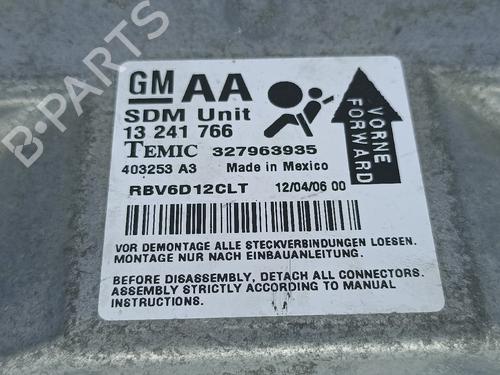 GM AA
SDM Unit
13 241 766
TEMIC 327963935
403253 A3 Made in Mexico
RBV6D12CLT 12/04/06 00
VORNE
FORWARD
VOR DEMONTAGE ALLE STECKVERBINDUNGEN LOESEN.
MONTAGE NUR NACH EINBAUANLEITUNG.
BEFORE DISASSEMBLY, DETACH ALL CONNECTORS.
ASSEMBLY STRICTLY ACCORDING TO MANUAL
INSTRUCTIONS.
B-PARTS